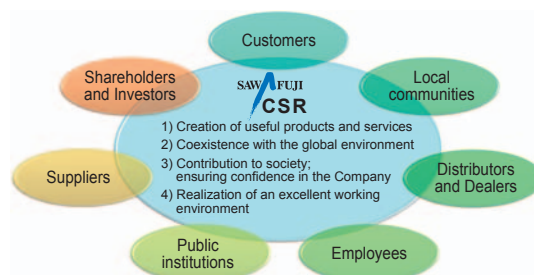 Customers
Shareholders
and Investors
Local
communities
SAWAFUJI
CSR
1) Creation of useful products and services
2) Coexistence with the global environment
3) Contribution to society;
ensuring confidence in the Company
4) Realization of an excellent working
environment
Suppliers
Distributors
and Dealers
Public
institutions
Employees